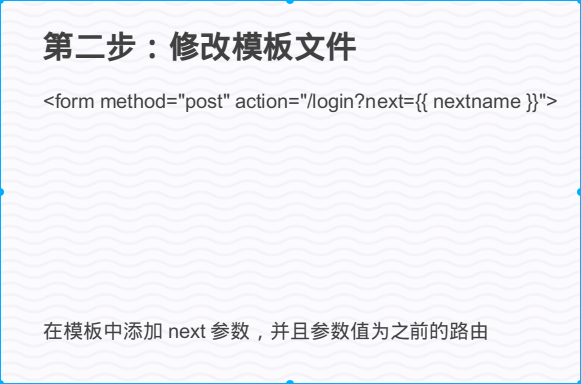 第二步：修改模板文件
<form method="post" action="/login?next={{ nextname }}">
在模板中添加 next 参数，并且参数值为之前的路由